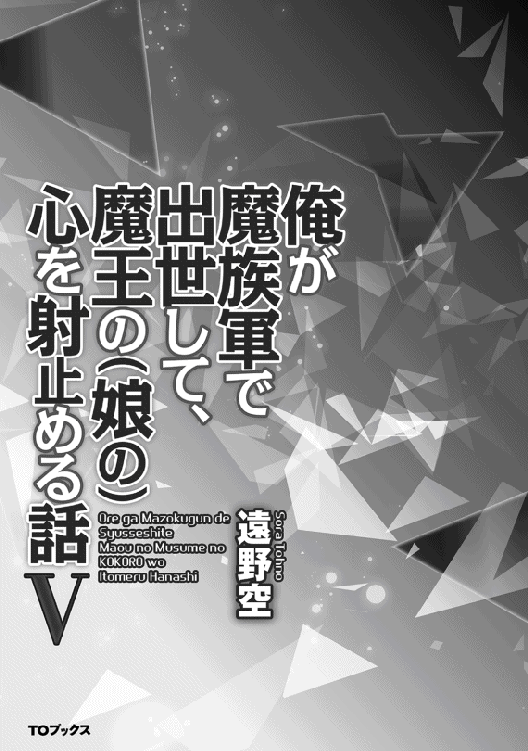 俺が
魔族軍で
出世して、
魔王の(娘の)
心を射止める話
V
Ore ga Mazokugun de
Syusseshite
Maou no Musume no
KOKORO wo
Itomeru Hanashi
遠野空
Sora Tohno
TOブックス